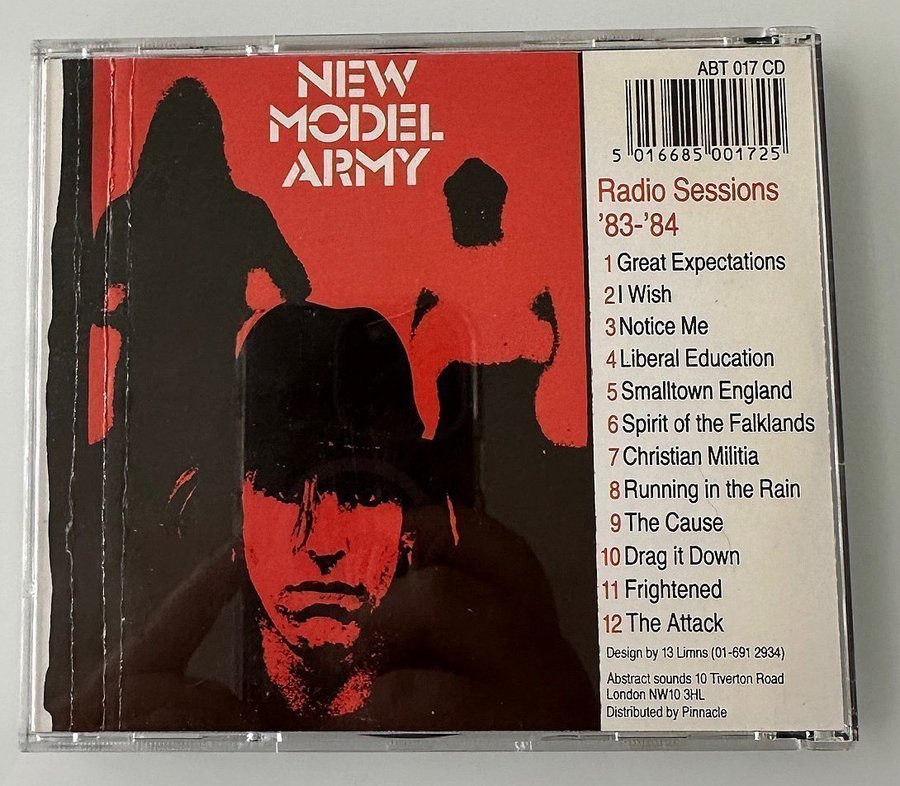 NEW
MODEL
ARMY
ABT 017 CD
5 016685 001725
Radio Sessions
'83-'84
1 Great Expectations
2 I Wish
3 Notice Me
4 Liberal Education
5 Smalltown England
6 Spirit of the Falklands
7 Christian Militia
8 Running in the Rain
9 The Cause
10 Drag it Down
11 Frightened
12 The Attack
Design by 13 Limns (01-691 2934)
Abstract sounds 10 Tiverton Road
London NW10 3HL
Distributed by Pinnacle